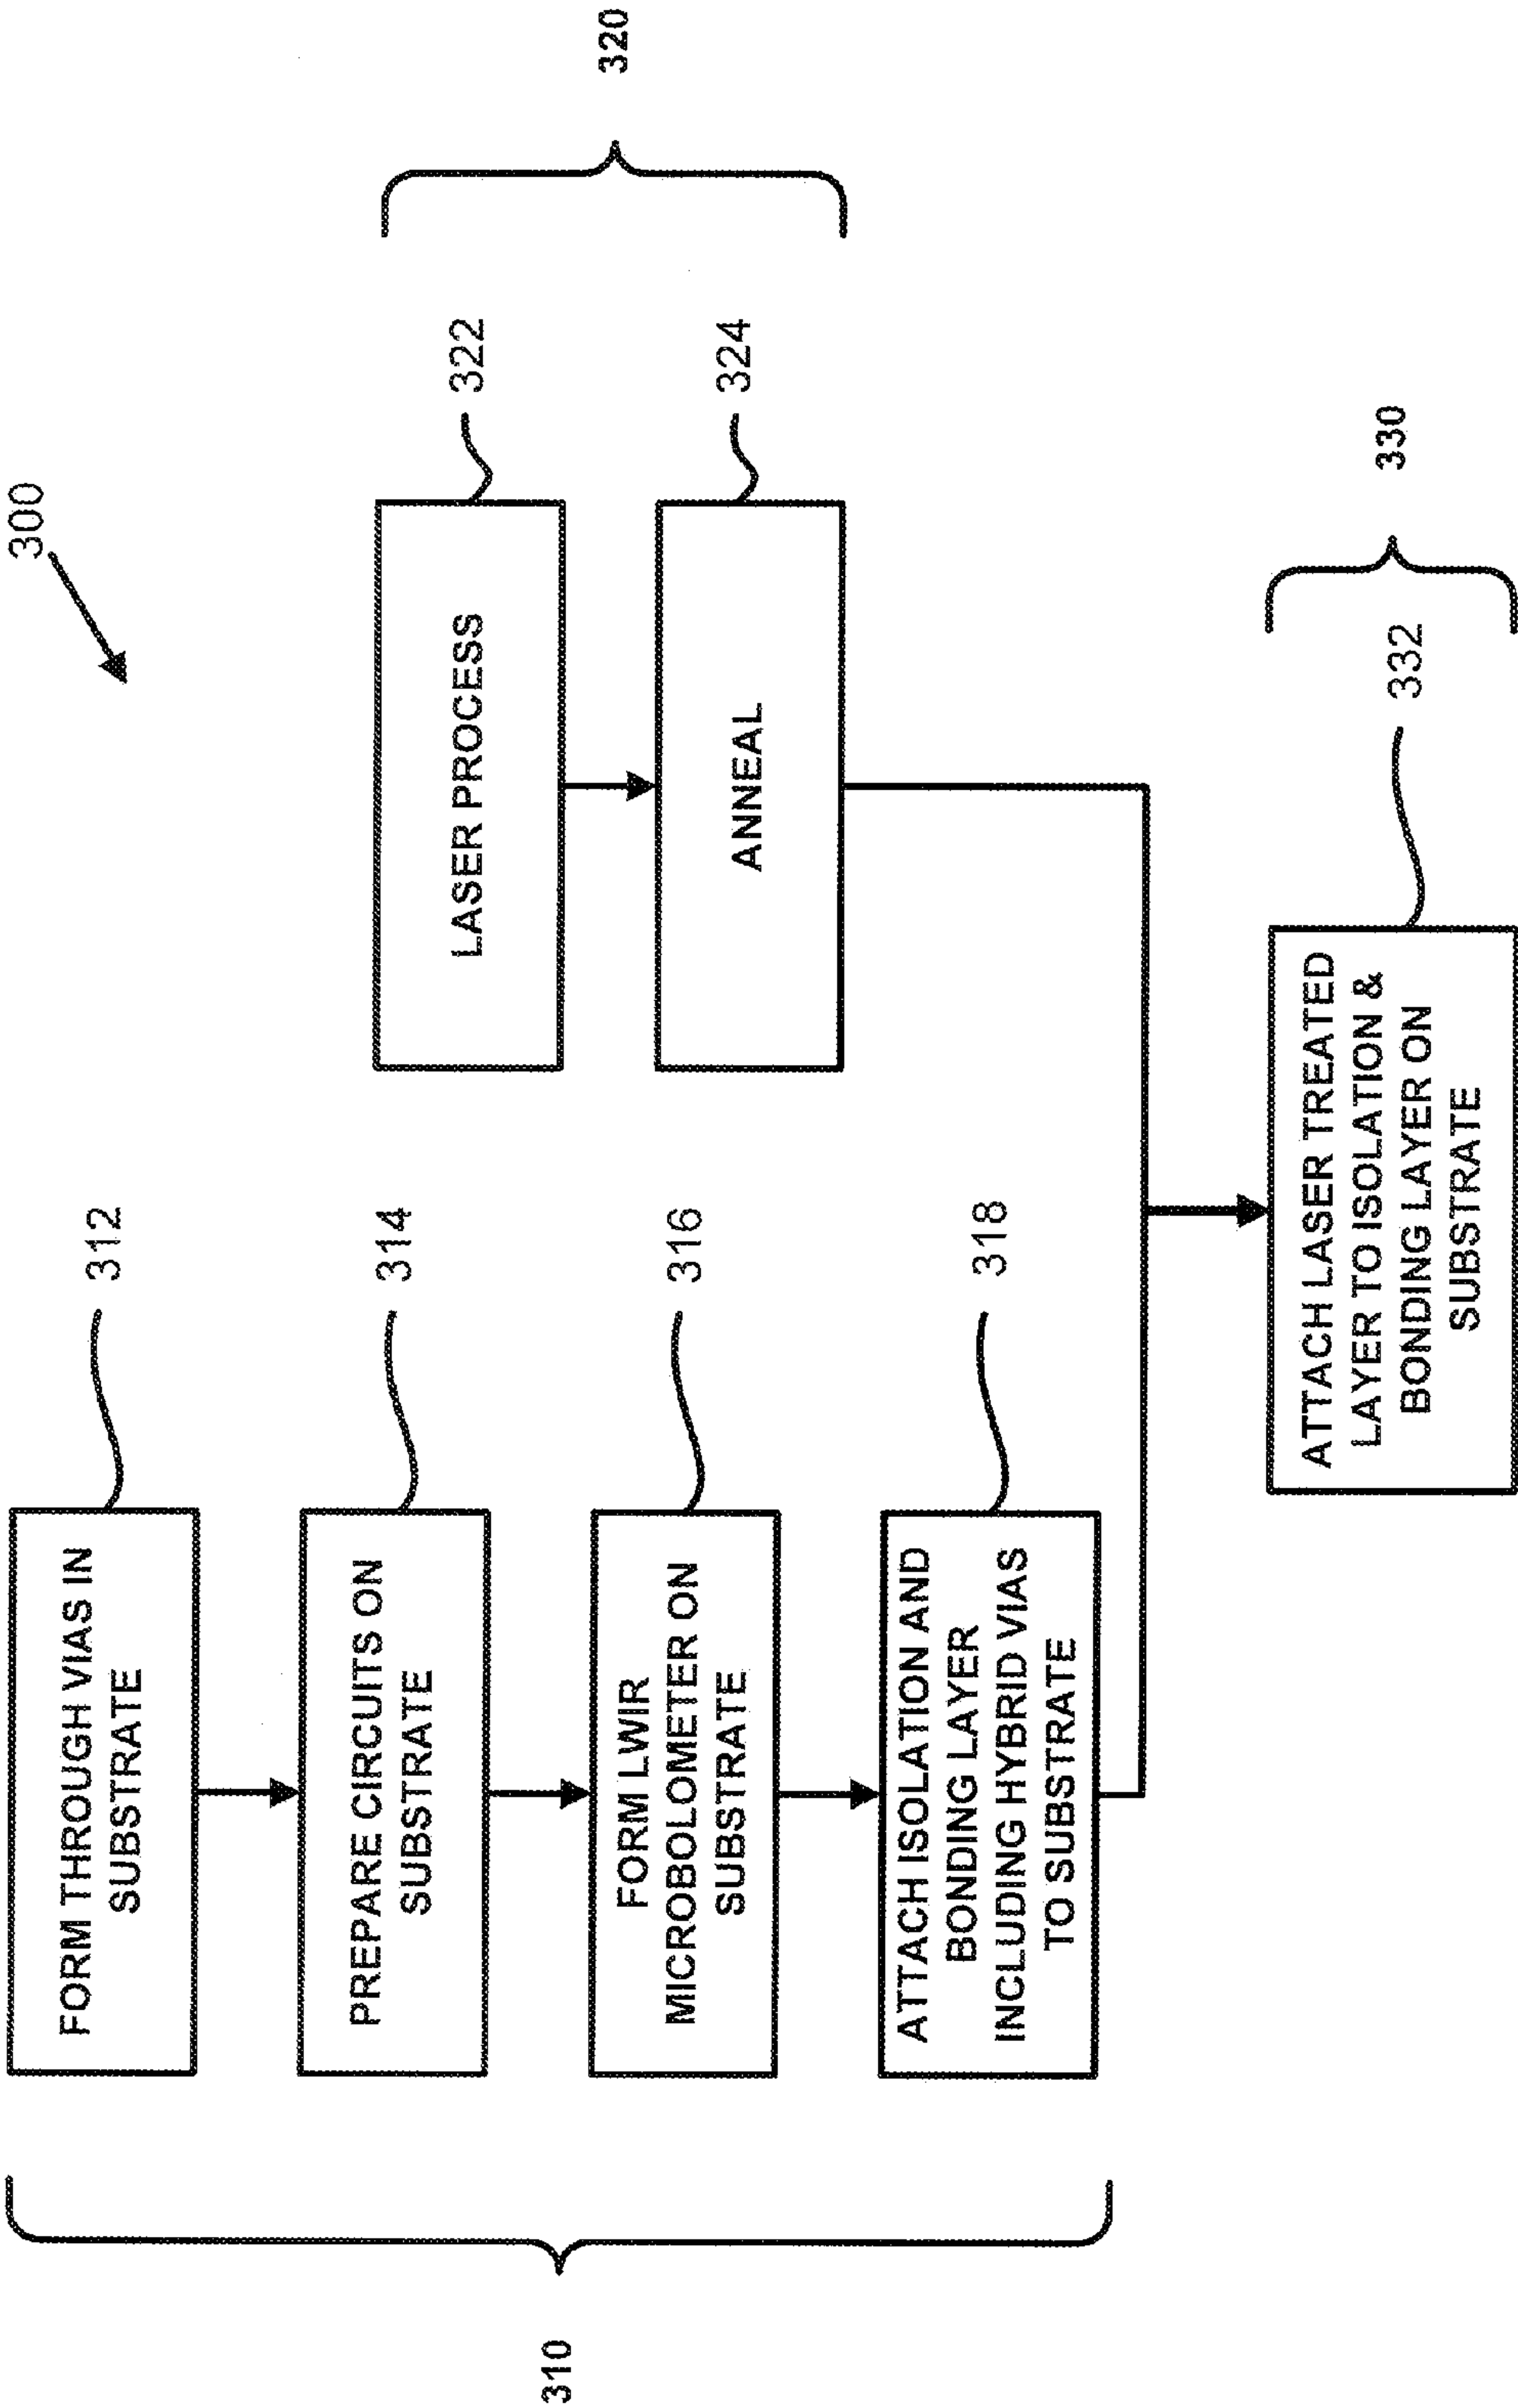 300
310
FORM THROUGH VIAS IN
SUBSTRATE
312
PREPARE CIRCUITS ON
SUBSTRATE
314
FORM LWIR
MICROBOLOMETER ON
SUBSTRATE
316
ATTACH ISOLATION AND
BONDING LAYER
INCLUDING HYBRID VIAS
TO SUBSTRATE
318
LASER PROCESS
322
ANNEAL
324
320
ATTACH LASER TREATED
LAYER TO ISOLATION &
BONDING LAYER ON
SUBSTRATE
332
330